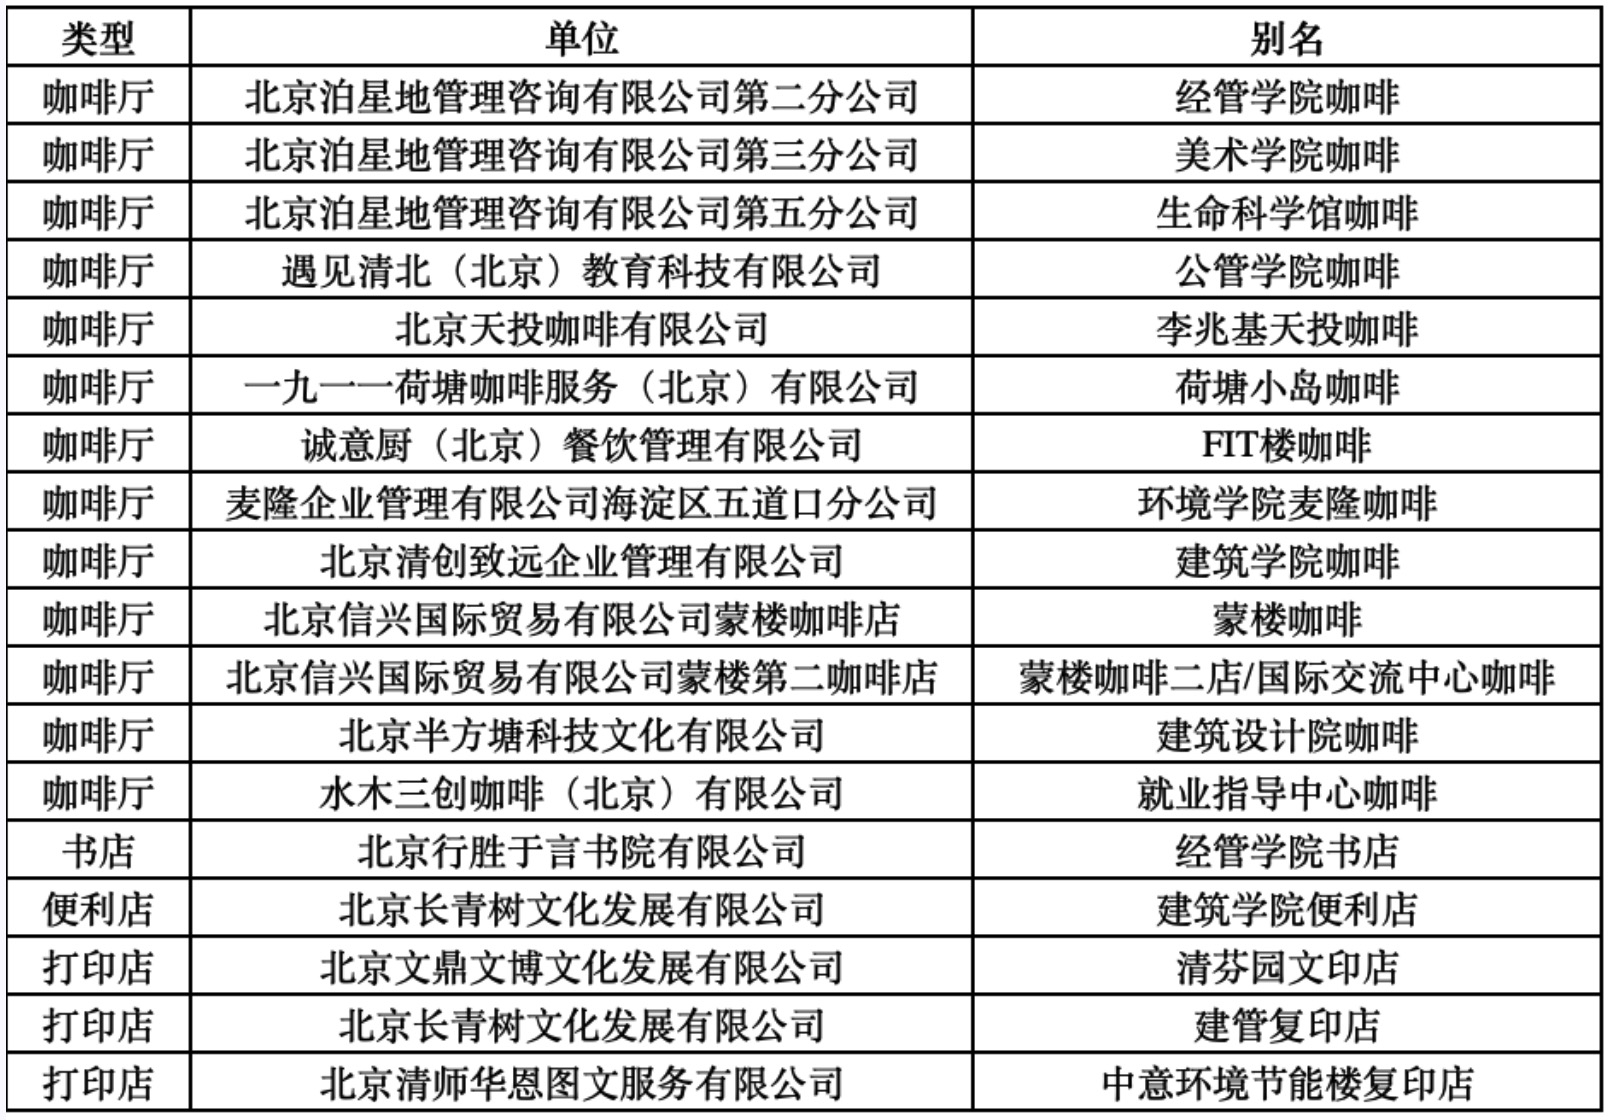 类型 单位 别名
咖啡厅 北京泊星地管理咨询有限公司第二分公司 经管学院咖啡
咖啡厅 北京泊星地管理咨询有限公司第三分公司 美术学院咖啡
咖啡厅 北京泊星地管理咨询有限公司第五分公司 生命科学馆咖啡
咖啡厅 遇见清北（北京）教育科技有限公司 公管学院咖啡
咖啡厅 北京天投咖啡有限公司 李兆基天投咖啡
咖啡厅 一九一一荷塘咖啡服务（北京）有限公司 荷塘小岛咖啡
咖啡厅 诚意厨（北京）餐饮管理有限公司 FIT楼咖啡
咖啡厅 麦隆企业管理有限公司海淀区五道口分公司 环境学院麦隆咖啡
咖啡厅 北京清创致远企业管理有限公司 建筑学院咖啡
咖啡厅 北京信兴国际贸易有限公司蒙楼咖啡店 蒙楼咖啡
咖啡厅 北京信兴国际贸易有限公司蒙楼第二咖啡店 蒙楼咖啡二店/国际交流中心咖啡
咖啡厅 北京半方塘科技文化有限公司 建筑设计院咖啡
咖啡厅 水木三创咖啡（北京）有限公司 就业指导中心咖啡
书店 北京行胜于言书院有限公司 经管学院书店
便利店 北京长青树文化发展有限公司 建筑学院便利店
打印店 北京文鼎文博文化发展有限公司 清芬园文印店
打印店 北京长青树文化发展有限公司 建管复印店
打印店 北京清师华恩图文服务有限公司 中意环境节能楼复印店